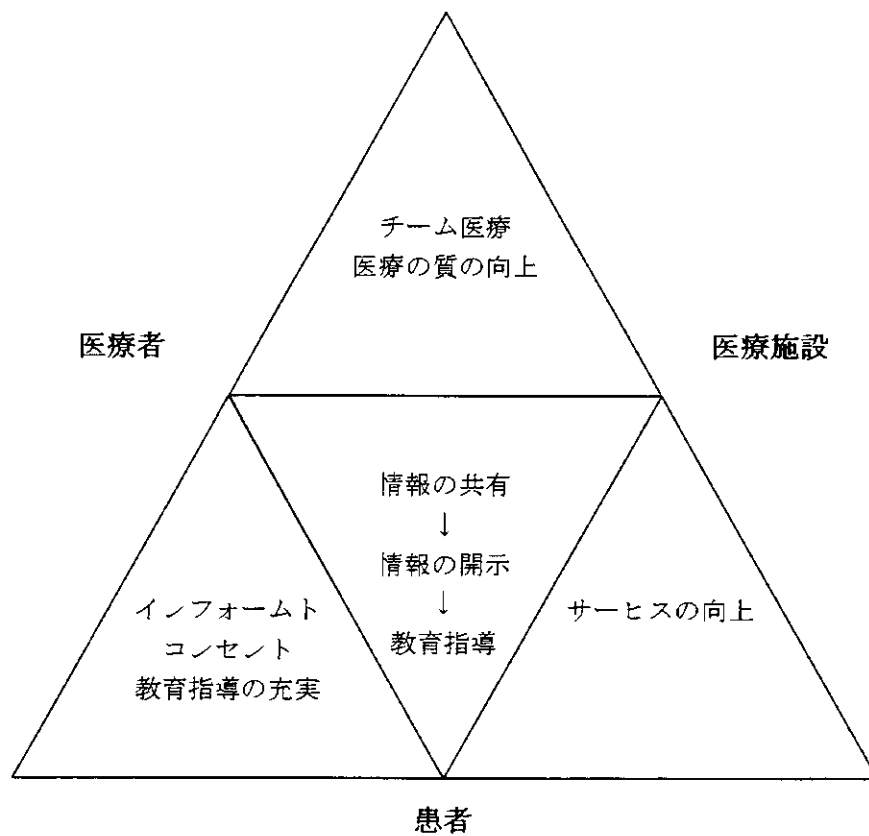 チーム医療
医療の質の向上
医療者
医療施設
情報の共有
↓
情報の開示
↓
教育指導
インフォームト
コンセント
教育指導の充実
サーヒスの向上
患者